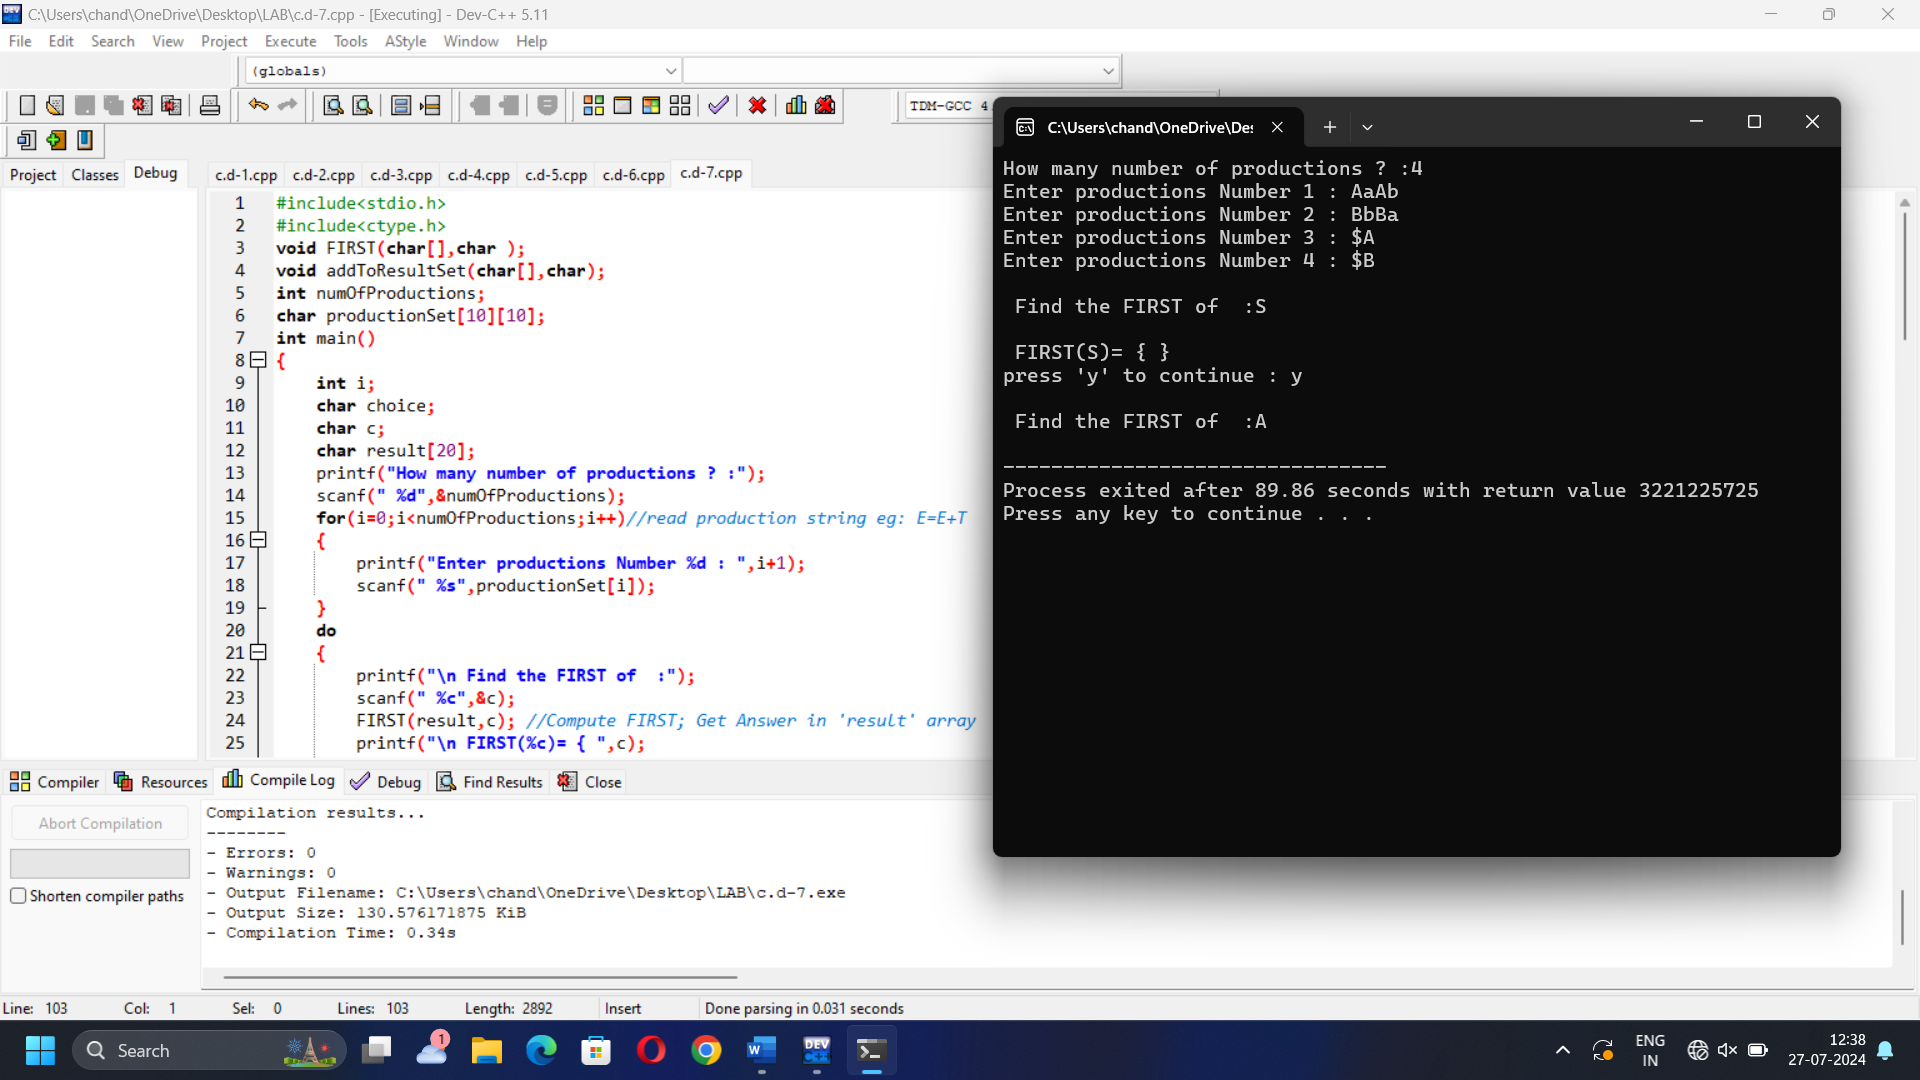 C:\Users\chand\OneDrive\Desktop\LAB\c.d-7.cpp - [Executing] - Dev-C++ 5.11
File Edit Search View Project Execute Tools AStyle Window Help
(globals)
TDM-GCC 4
Project Classes Debug
c.d-1.cpp c.d-2.cpp c.d-3.cpp c.d-4.cpp c.d-5.cpp c.d-6.cpp c.d-7.cpp
1 #include<stdio.h>
2 #include<ctype.h>
3 void FIRST(char[],char );
4 void addToResultSet(char[],char);
5 int numOfProductions;
6 char productionSet[10][10];
7 int main()
8 {
9 int i;
10 char choice;
11 char c;
12 char result[20];
13 printf("How many number of productions ? :");
14 scanf(" %d",&numOfProductions);
15 for(i=0;i<numOfProductions;i++)//read production string eg: E=E+T
16 {
17 printf("Enter productions Number %d : ",i+1);
18 scanf(" %s",productionSet[i]);
19 }
20 do
21 {
22 printf("\n Find the FIRST of  :");
23 scanf(" %c",&c);
24 FIRST(result,c); //Compute FIRST; Get Answer in 'result' array
25 printf("\n FIRST(%c)= { ",c);
C:\Users\chand\OneDrive\Des
How many number of productions ? :4
Enter productions Number 1 : AaAb
Enter productions Number 2 : BbBa
Enter productions Number 3 : $A
Enter productions Number 4 : $B
Find the FIRST of  :S
FIRST(S)= { }
press 'y' to continue : y
Find the FIRST of  :A
--------------------------------
Process exited after 89.86 seconds with return value 3221225725
Press any key to continue . . .
Compiler Resources Compile Log Debug Find Results Close
Abort Compilation
Shorten compiler paths
Compilation results...
--------
- Errors: 0
- Warnings: 0
- Output Filename: C:\Users\chand\OneDrive\Desktop\LAB\c.d-7.exe
- Output Size: 130.576171875 KiB
- Compilation Time: 0.34s
Line: 103 Col: 1 Sel: 0 Lines: 103 Length: 2892 Insert Done parsing in 0.031 seconds
Search
1
DEV C++
ENG
IN
12:38
27-07-2024